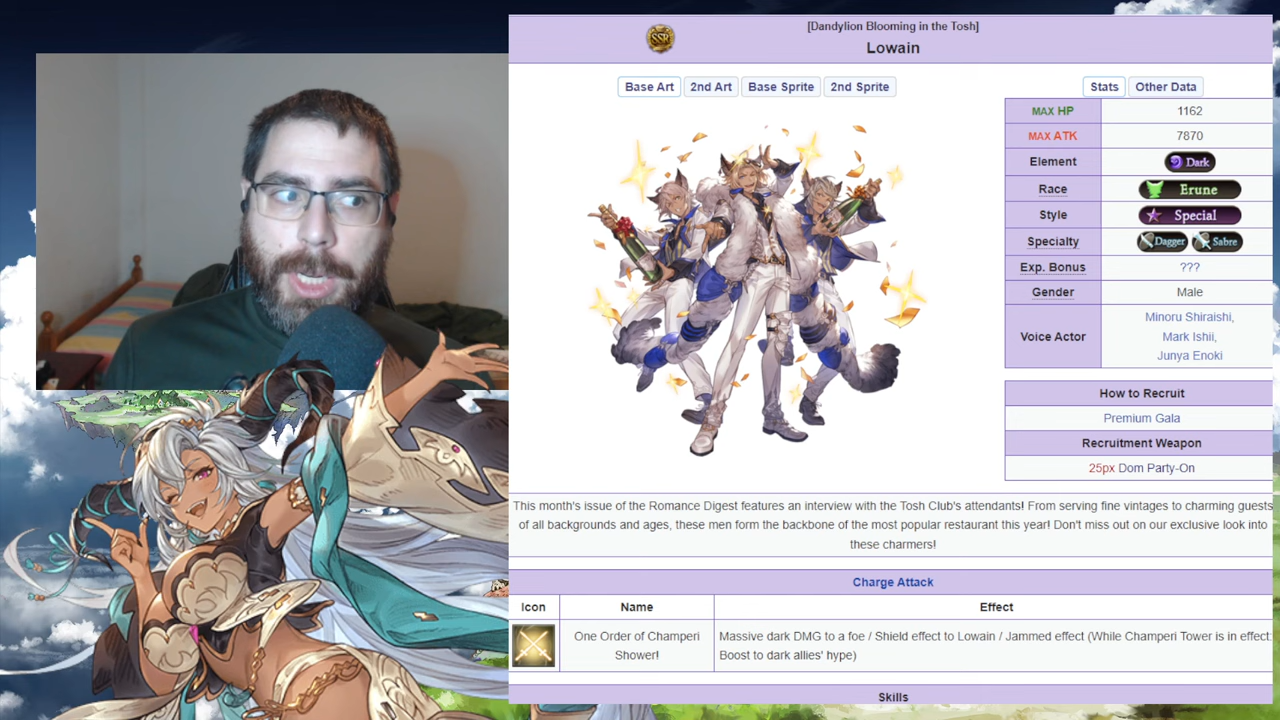 [Dandylion Blooming in the Tosh]
SSR
Lowain
Base Art
2nd Art
Base Sprite
2nd Sprite
Stats
Other Data
MAX HP 1162
MAX ATK 7870
Element Dark
Race Erune
Style Special
Specialty Dagger Sabre
Exp. Bonus ???
Gender Male
Voice Actor Minoru Shiraishi,
Mark Ishii,
Junya Enoki
How to Recruit
Premium Gala
Recruitment Weapon
25px Dom Party-On
This month's issue of the Romance Digest features an interview with the Tosh Club's attendants! From serving fine vintages to charming guests
of all backgrounds and ages, these men form the backbone of the most popular restaurant this year! Don't miss out on our exclusive look into
these charmers!
Charge Attack
Icon Name Effect
One Order of Champeri
Shower!
Massive dark DMG to a foe / Shield effect to Lowain / Jammed effect (While Champeri Tower is in effect:
Boost to dark allies' hype)
Skills